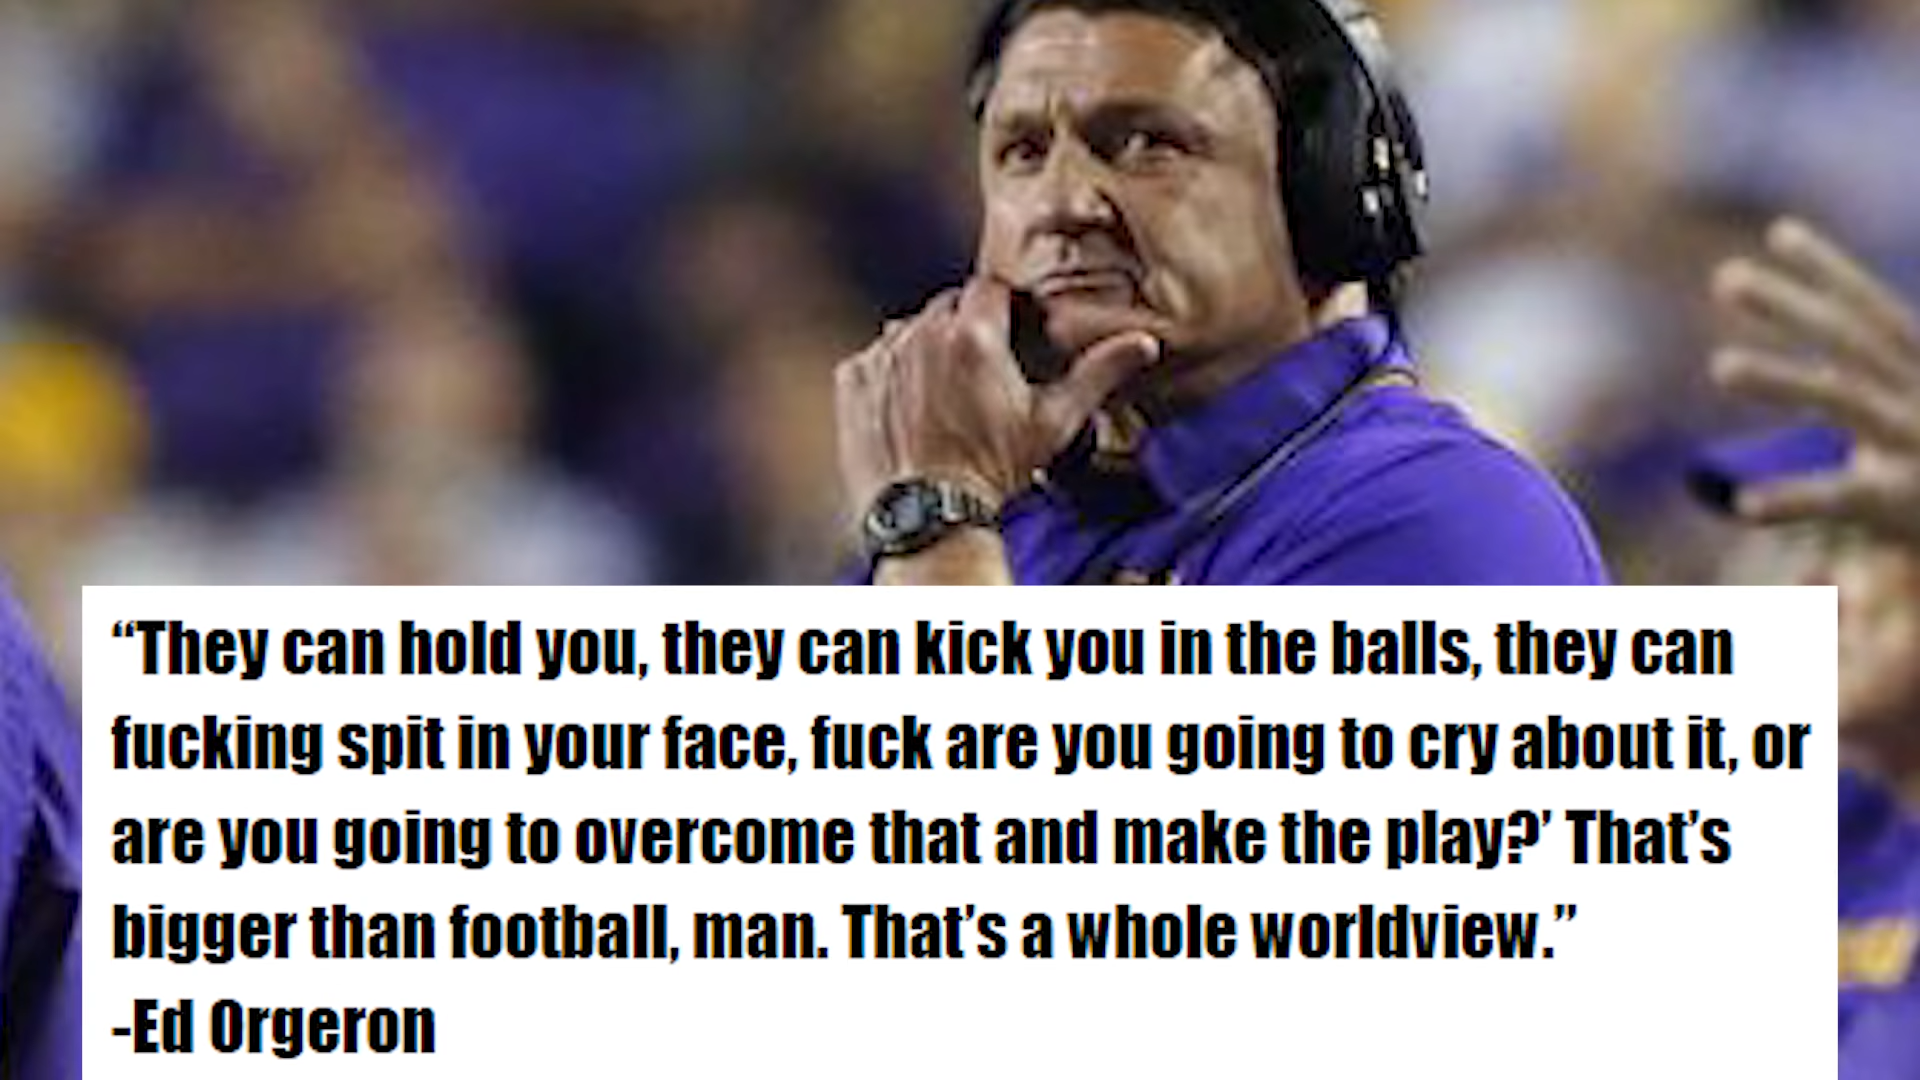 “They can hold you, they can kick you in the balls, they can
fucking spit in your face, fuck are you going to cry about it, or
are you going to overcome that and make the play?’ That’s
bigger than football, man. That’s a whole worldview.”
-Ed Orgeron